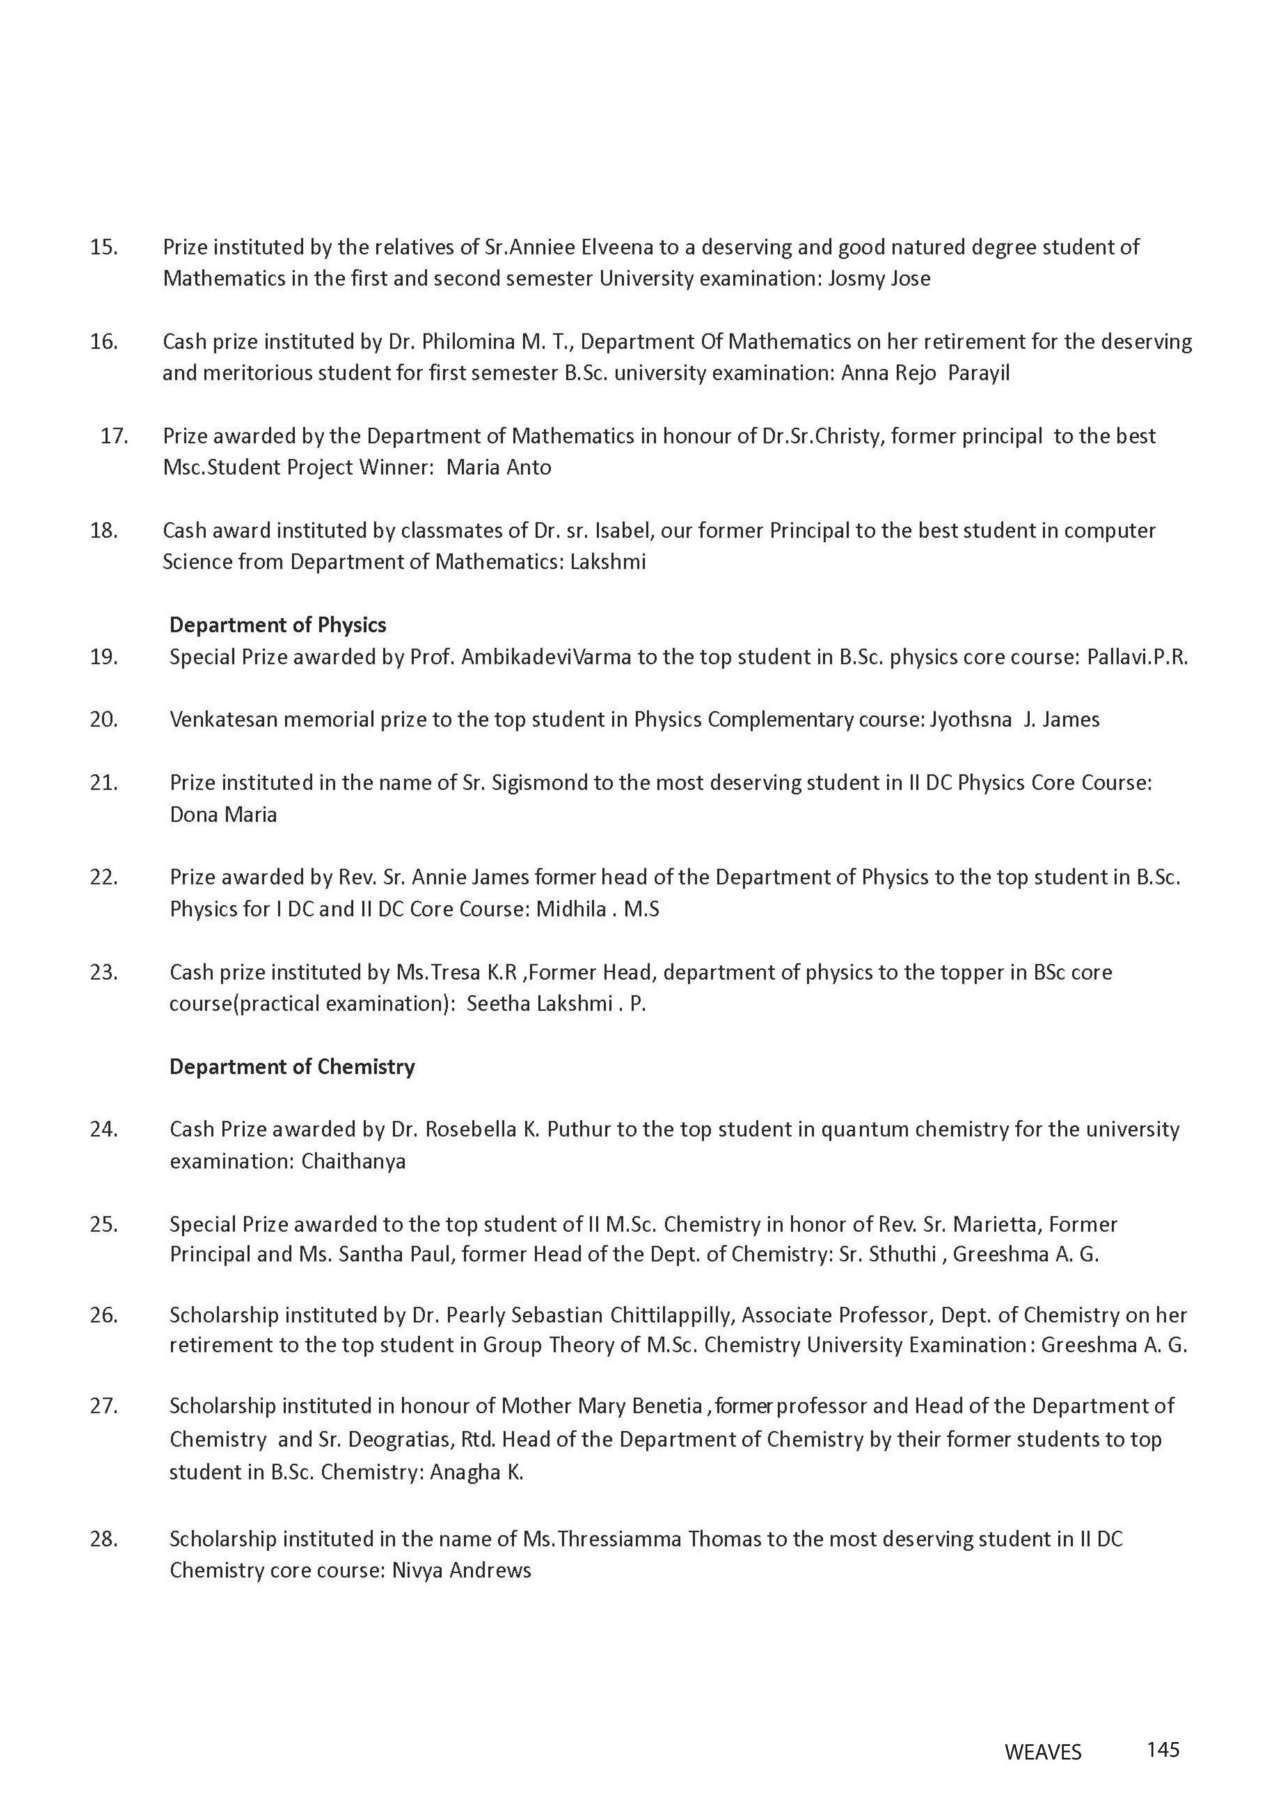 15. Prize instituted by the relatives of Sr.Anniee Elveena to a deserving and good natured degree student of
Mathematics in the first and second semester University examination: Josmy Jose
16. Cash prize instituted by Dr. Philomina M. T., Department Of Mathematics on her retirement for the deserving
and meritorious student for first semester B.Sc. university examination: Anna Rejo  Parayil
17. Prize awarded by the Department of Mathematics in honour of Dr.Sr.Christy, former principal  to the best
Msc.Student Project Winner:  Maria Anto
18. Cash award instituted by classmates of Dr. sr. Isabel, our former Principal to the best student in computer
Science from Department of Mathematics: Lakshmi
Department of Physics
19. Special Prize awarded by Prof. AmbikadeviVarma to the top student in B.Sc. physics core course: Pallavi.P.R.
20. Venkatesan memorial prize to the top student in Physics Complementary course: Jyothsna  J. James
21. Prize instituted in the name of Sr. Sigismond to the most deserving student in II DC Physics Core Course:
Dona Maria
22. Prize awarded by Rev. Sr. Annie James former head of the Department of Physics to the top student in B.Sc.
Physics for I DC and II DC Core Course: Midhila . M.S
23. Cash prize instituted by Ms.Tresa K.R ,Former Head, department of physics to the topper in BSc core
course(practical examination):  Seetha Lakshmi . P.
Department of Chemistry
24. Cash Prize awarded by Dr. Rosebella K. Puthur to the top student in quantum chemistry for the university
examination: Chaithanya
25. Special Prize awarded to the top student of II M.Sc. Chemistry in honor of Rev. Sr. Marietta, Former
Principal and Ms. Santha Paul, former Head of the Dept. of Chemistry: Sr. Sthuthi , Greeshma A. G.
26. Scholarship instituted by Dr. Pearly Sebastian Chittilappilly, Associate Professor, Dept. of Chemistry on her
retirement to the top student in Group Theory of M.Sc. Chemistry University Examination : Greeshma A. G.
27. Scholarship instituted in honour of Mother Mary Benetia , former professor and Head of the Department of
Chemistry  and Sr. Deogratias, Rtd. Head of the Department of Chemistry by their former students to top
student in B.Sc. Chemistry: Anagha K.
28. Scholarship instituted in the name of Ms.Thressiamma Thomas to the most deserving student in II DC
Chemistry core course: Nivya Andrews
WEAVES 145